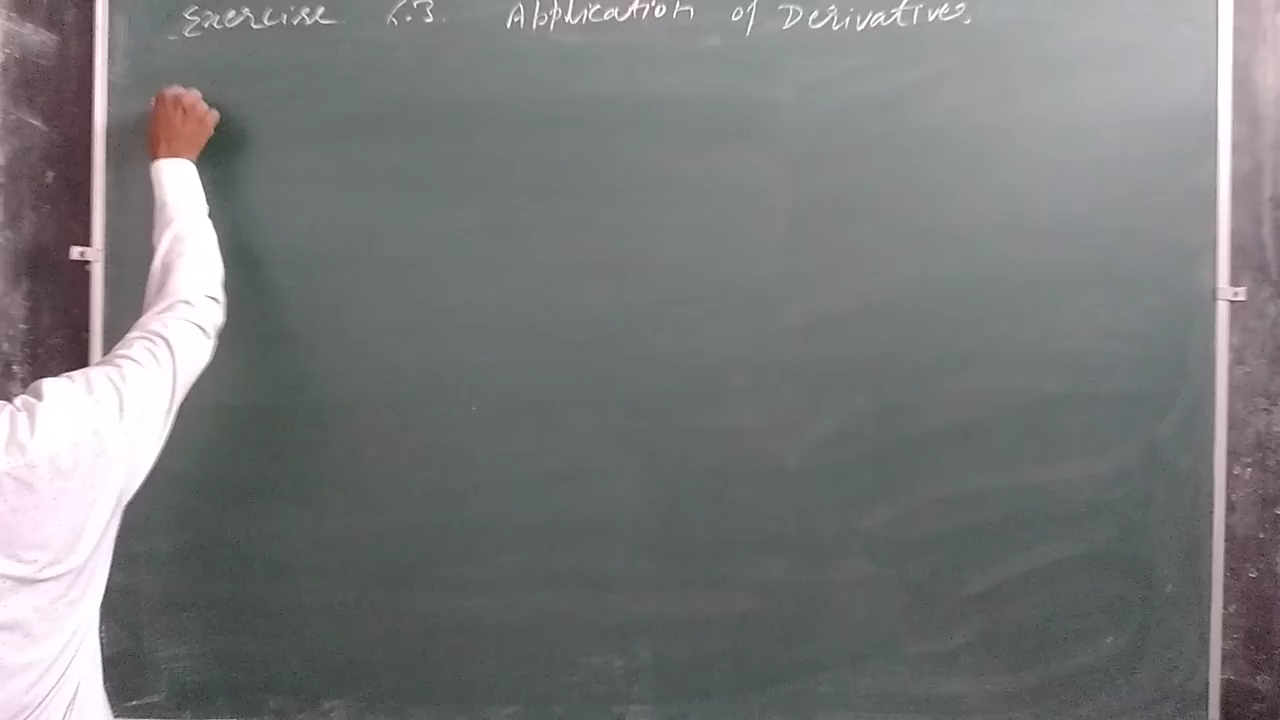 Exercise 6.3. Application of Derivatives.